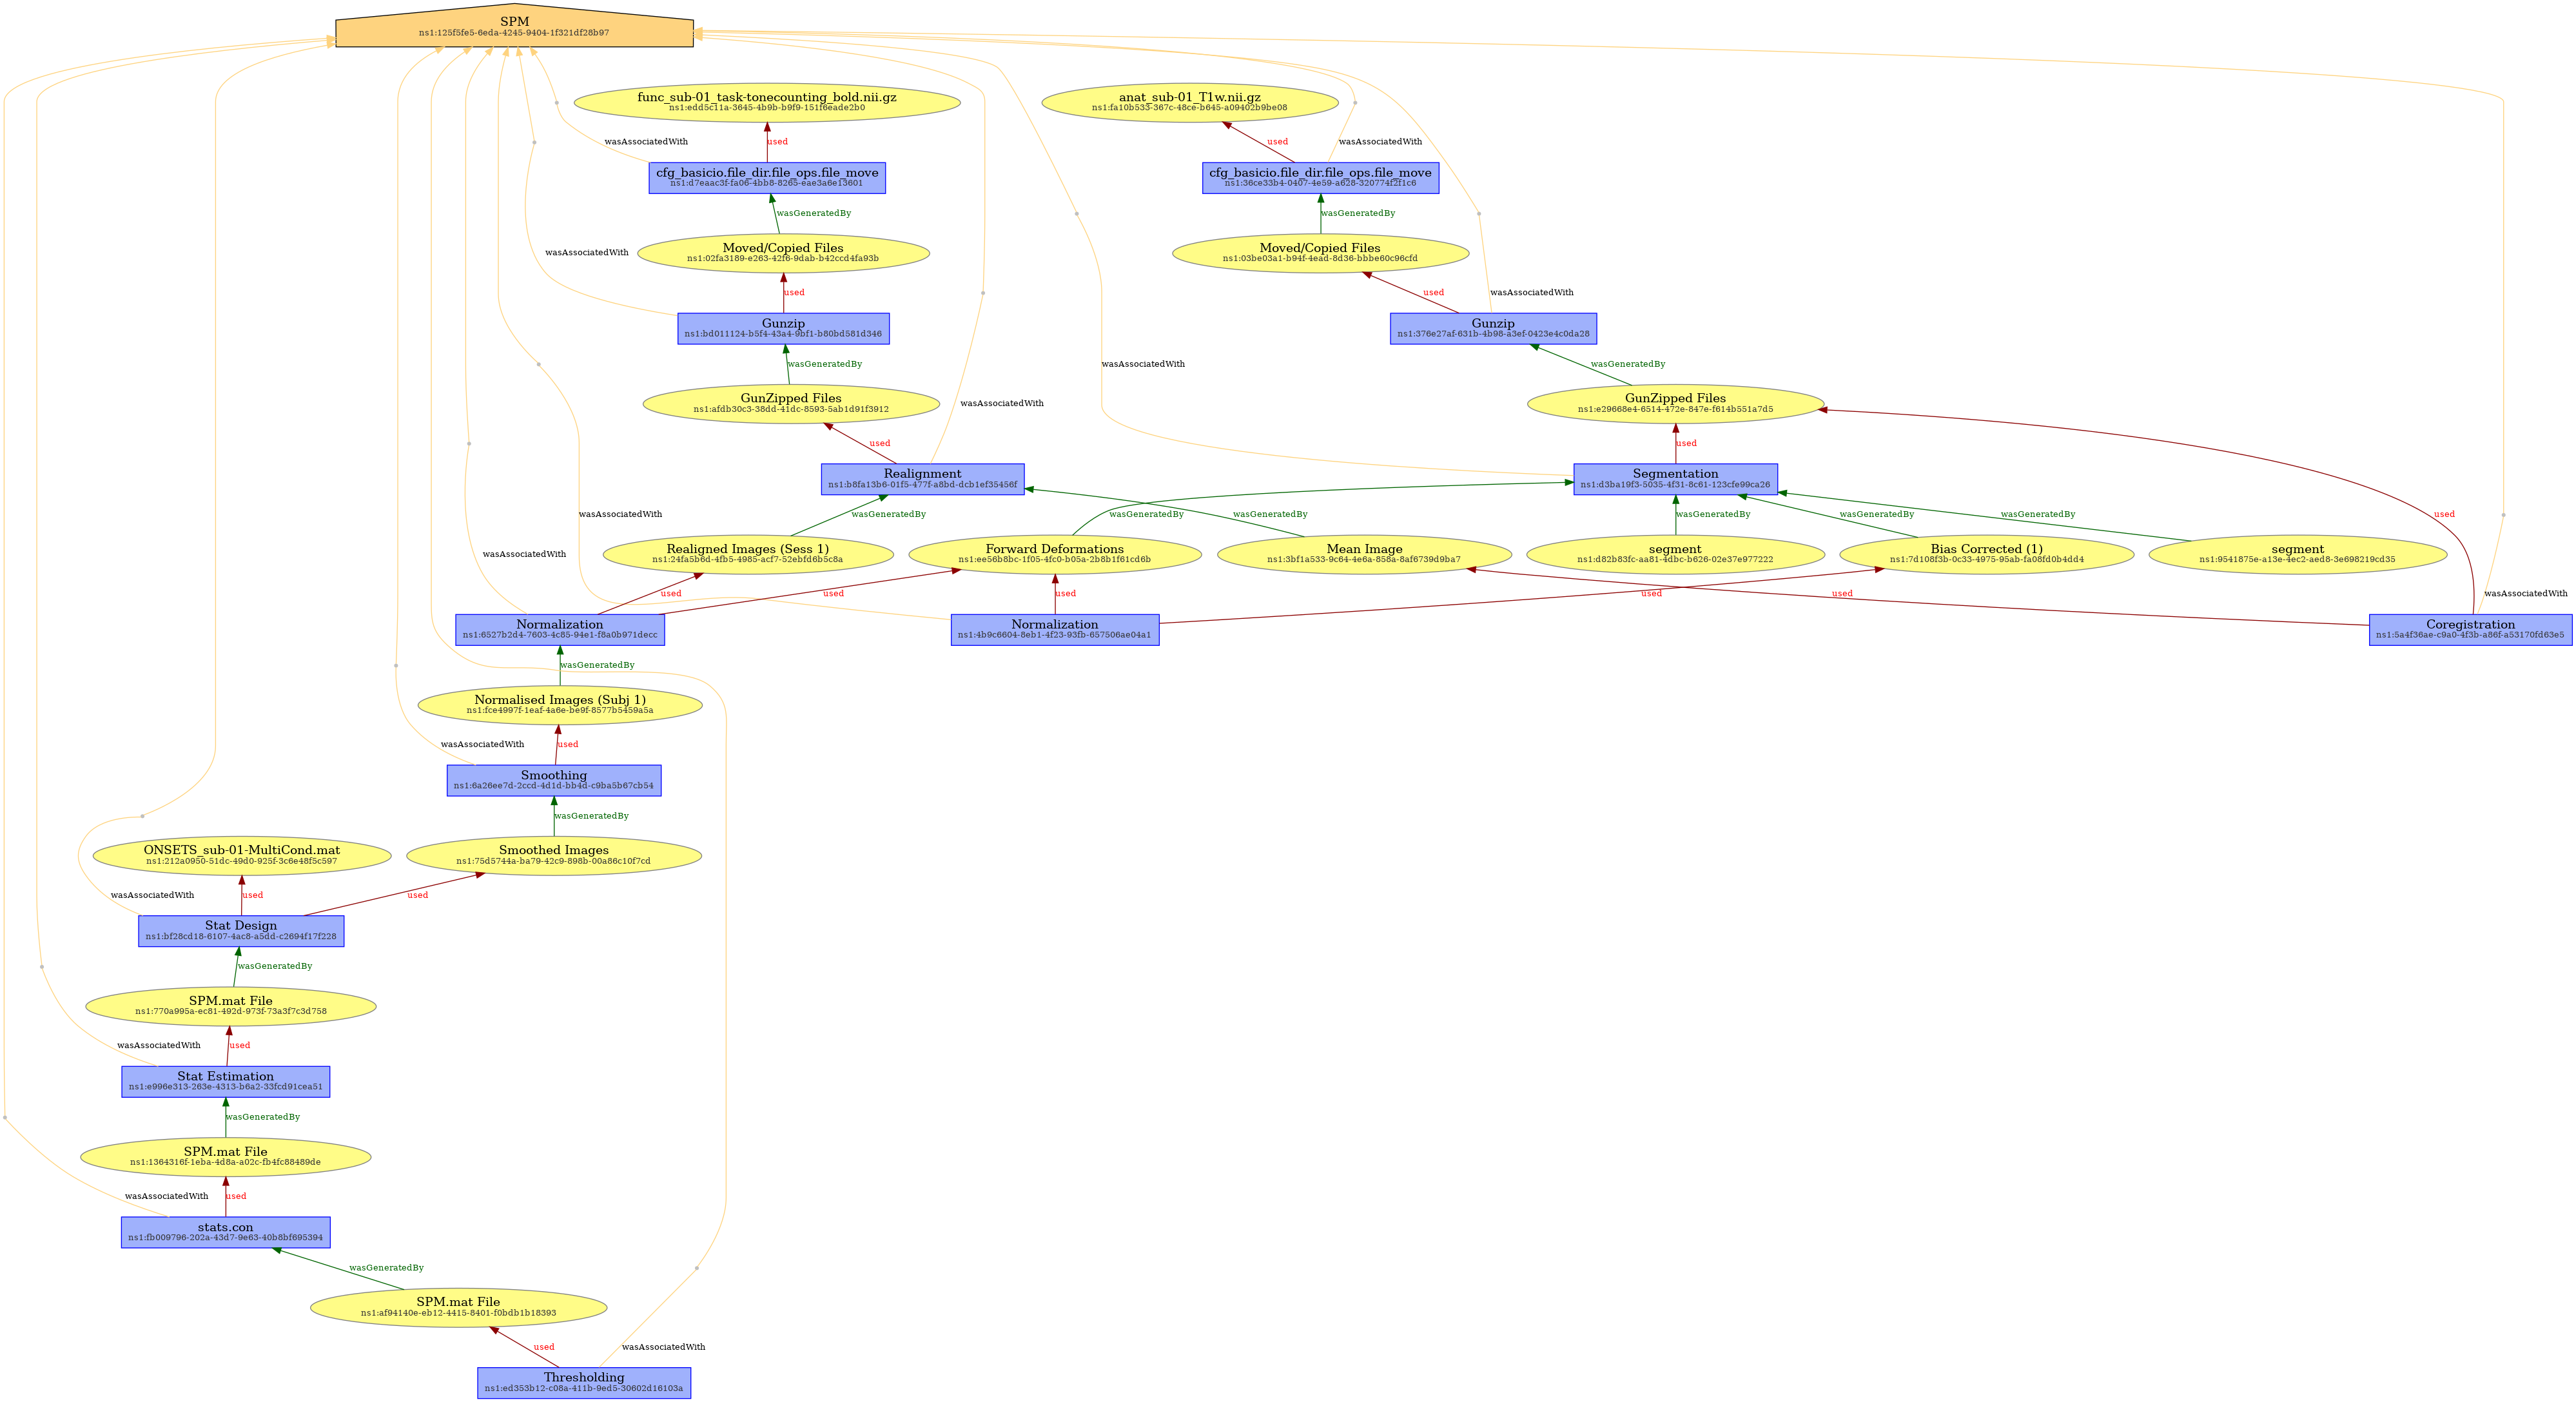 SPM
ns1:125f5fe5-6eda-4245-9404-1f321df28b97
func_sub-01_task-tonecounting_bold.nii.gz
ns1:edd5c11a-3645-4b9b-b9f9-151f6eade2b0
anat_sub-01_T1w.nii.gz
ns1:fa10b533-367c-48ce-b645-a09402b9be08
wasAssociatedWith
used
used
wasAssociatedWith
cfg_basicio.file_dir.file_ops.file_move
ns1:d7eaac3f-fa06-4bb8-8265-eae3a6e13601
cfg_basicio.file_dir.file_ops.file_move
ns1:36ce33b4-0407-4e59-a628-320774f2f1c6
wasGeneratedBy
wasGeneratedBy
wasAssociatedWith
Moved/Copied Files
ns1:02fa3189-e263-42f6-9dab-b42ccd4fa93b
Moved/Copied Files
ns1:03be03a1-b94f-4ead-8d36-bbbe60c96cfd
used
used
wasAssociatedWith
Gunzip
ns1:bd011124-b5f4-43a4-9bf1-b80bd581d346
Gunzip
ns1:376e27af-631b-4b98-a3ef-0423e4c0da28
wasGeneratedBy
wasAssociatedWith
wasGeneratedBy
GunZipped Files
ns1:afdb30c3-38dd-41dc-8593-5ab1d91f3912
wasAssociatedWith
GunZipped Files
ns1:e29668e4-6514-472e-847e-f614b551a7d5
used
used
Realignment
ns1:b8fa13b6-01f5-477f-a8bd-dcb1ef35456f
Segmentation
ns1:d3ba19f3-5035-4f31-8c61-123cfe99ca26
wasAssociatedWith
wasGeneratedBy
wasGeneratedBy
wasGeneratedBy
wasGeneratedBy
wasGeneratedBy
wasGeneratedBy
used
wasAssociatedWith
Realigned Images (Sess 1)
ns1:24fa5b6d-4fb5-4985-acf7-52ebfd6b5c8a
Forward Deformations
ns1:ee56b8bc-1f05-4fc0-b05a-2b8b1f61cd6b
Mean Image
ns1:3bf1a533-9c64-4e6a-858a-8af6739d9ba7
segment
ns1:d82b83fc-aa81-4dbc-b626-02e37e977222
Bias Corrected (1)
ns1:7d108f3b-0c33-4975-95ab-fa08fd0b4dd4
segment
ns1:9541875e-a13e-4ec2-aed8-3e698219cd35
used
used
used
used
used
wasAssociatedWith
Normalization
ns1:6527b2d4-7603-4c85-94e1-f8a0b971decc
Normalization
ns1:4b9c6604-8eb1-4f23-93fb-657506ae04a1
Coregistration
ns1:5a4f36ae-c9a0-4f3b-a86f-a53170fd63e5
wasGeneratedBy
Normalised Images (Subj 1)
ns1:fce4997f-1eaf-4a6e-be9f-8577b5459a5a
wasAssociatedWith
used
Smoothing
ns1:6a26ee7d-2ccd-4d1d-bb4d-c9ba5b67cb54
wasGeneratedBy
ONSETS_sub-01-MultiCond.mat
ns1:212a0950-51dc-49d0-925f-3c6e48f5c597
Smoothed Images
ns1:75d5744a-ba79-42c9-898b-00a86c10f7cd
wasAssociatedWith
used
used
Stat Design
ns1:bf28cd18-6107-4ac8-a5dd-c2694f17f228
wasGeneratedBy
SPM.mat File
ns1:770a995a-ec81-492d-973f-73a3f7c3d758
wasAssociatedWith
used
Stat Estimation
ns1:e996e313-263e-4313-b6a2-33fcd91cea51
wasGeneratedBy
SPM.mat File
ns1:1364316f-1eba-4d8a-a02c-fb4fc88489de
wasAssociatedWith
used
stats.con
ns1:fb009796-202a-43d7-9e63-40b8bf695394
wasGeneratedBy
SPM.mat File
ns1:af94140e-eb12-4415-8401-f0bdb1b18393
used
wasAssociatedWith
Thresholding
ns1:ed353b12-c08a-411b-9ed5-30602d16103a